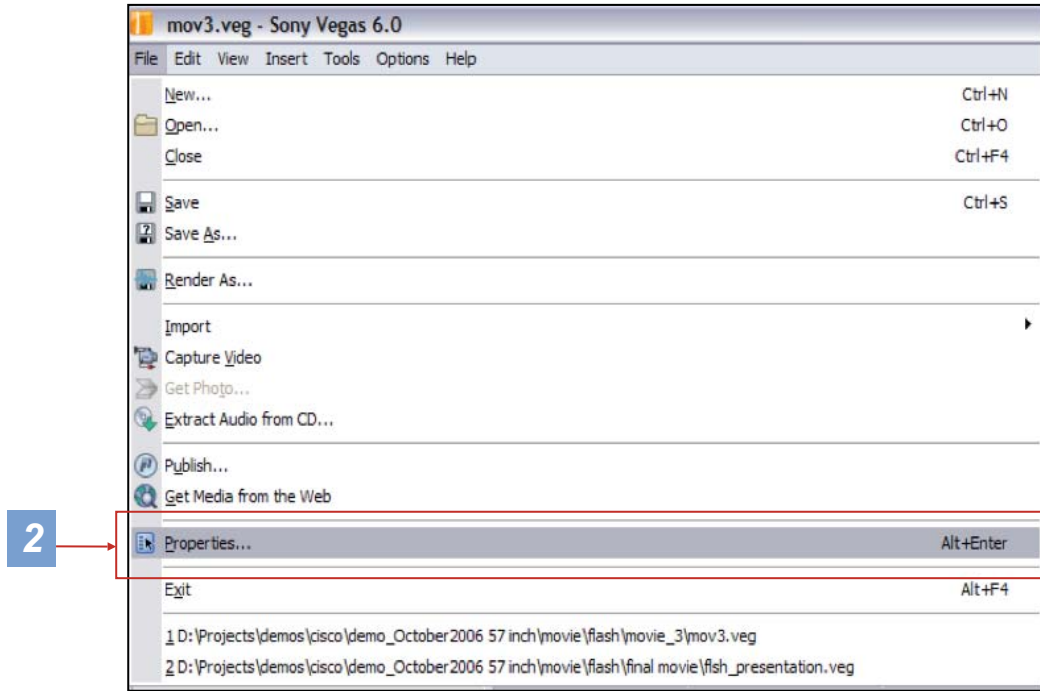 mov3.veg - Sony Vegas 6.0
File Edit View Insert Tools Options Help
New... Ctrl+N
Open... Ctrl+O
Close Ctrl+F4
Save Ctrl+S
Save As...
Render As...
Import
Capture Video
Get Photo...
Extract Audio from CD...
Publish...
Get Media from the Web
2
Properties... Alt+Enter
Exit Alt+F4
1 D:\Projects\demos\cisco\demo_October2006 57 inch\movie\flash\movie_3\mov3.veg
2 D:\Projects\demos\cisco\demo_October2006 57 inch\movie\flash\final movie\flsh_presentation.veg